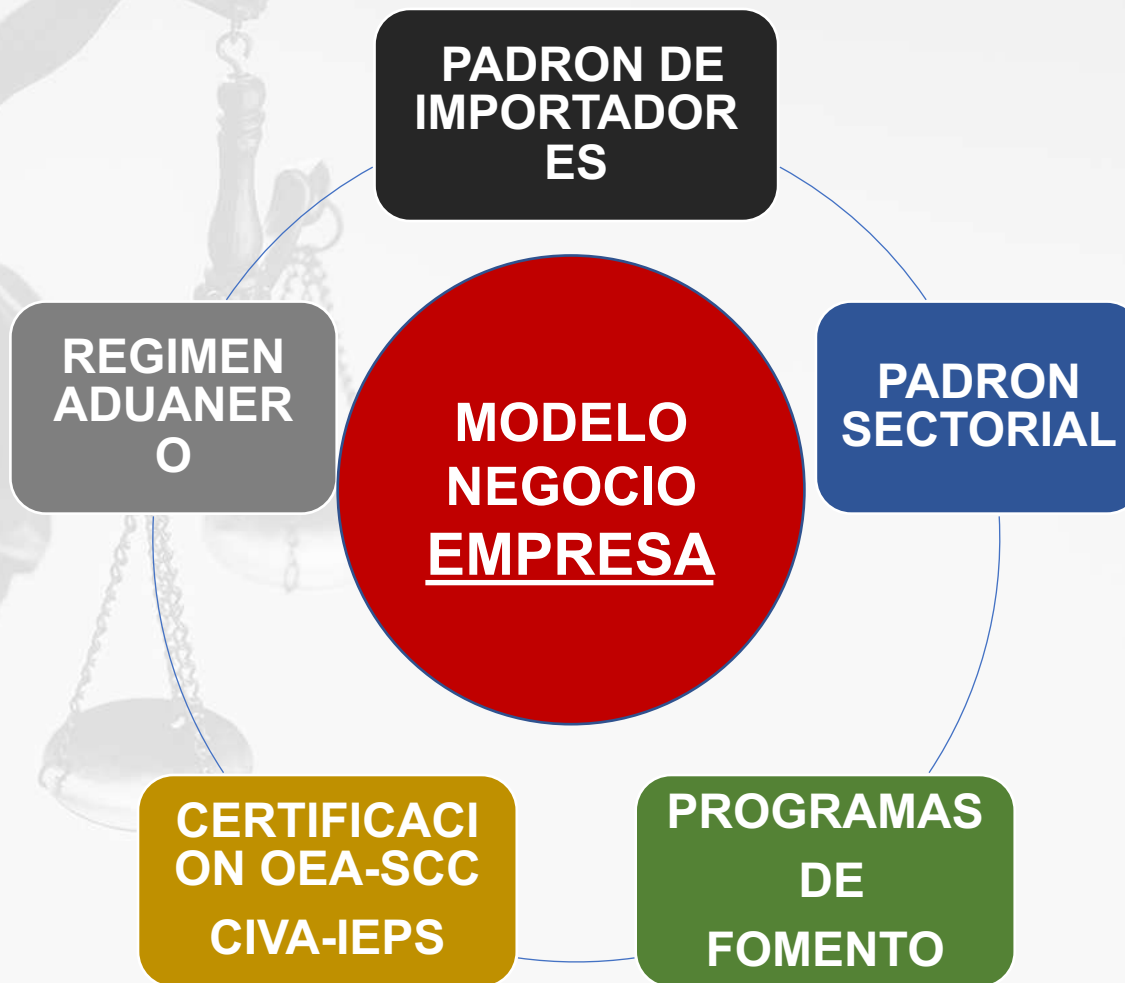 PADRON DE
IMPORTADOR
ES
REGIMEN
ADUANER
O
MODELO
NEGOCIO
EMPRESA
PADRON
SECTORIAL
CERTIFICACI
ON OEA-SCC
CIVA-IEPS
PROGRAMAS
DE
FOMENTO